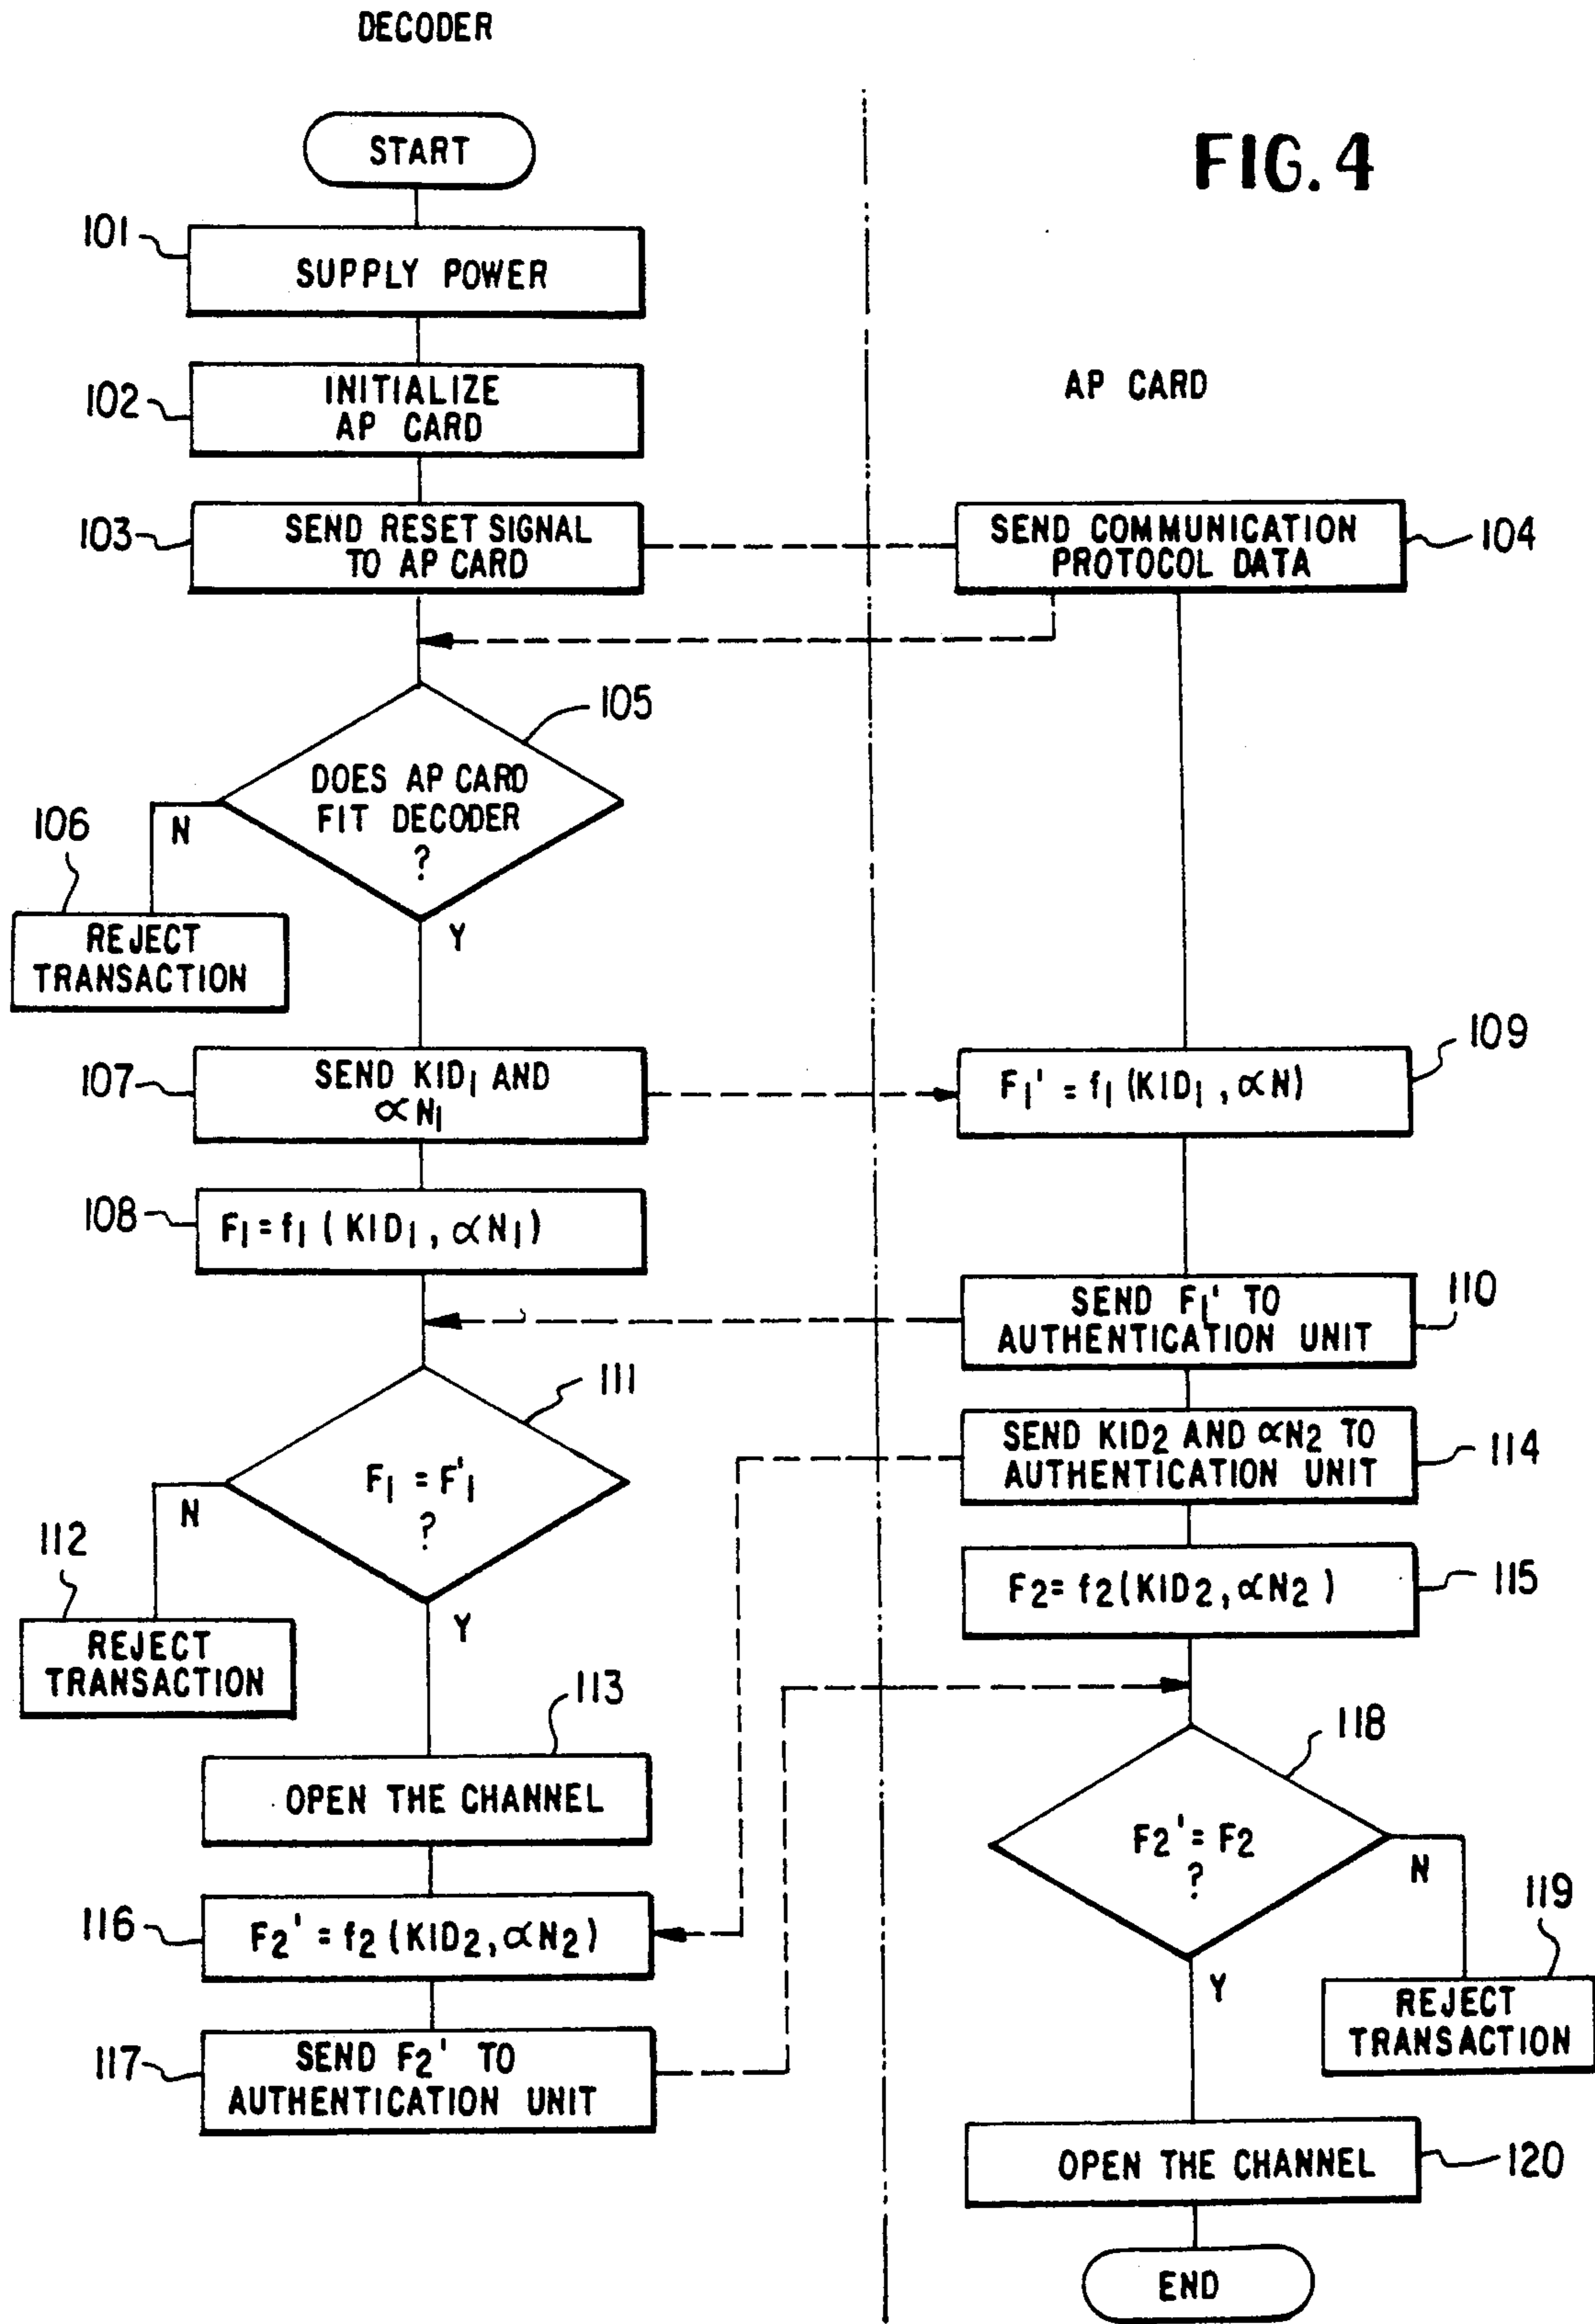 DECODER
FIG. 4
START
101
SUPPLY POWER
102
INITIALIZE
AP CARD
AP CARD
103
SEND RESET SIGNAL
TO AP CARD
SEND COMMUNICATION
PROTOCOL DATA
104
105
DOES AP CARD
FIT DECODER
?
N
Y
106
REJECT
TRANSACTION
107
SEND KID₁ AND
∝N₁
F₁' = f₁ (KID₁, ∝N)
109
108
F₁ = f₁ (KID₁, ∝N₁)
SEND F₁' TO
AUTHENTICATION UNIT
110
111
F₁ = F'₁
?
N
Y
SEND KID₂ AND ∝N₂ TO
AUTHENTICATION UNIT
114
112
REJECT
TRANSACTION
F₂ = f₂ (KID₂, ∝N₂)
115
113
OPEN THE CHANNEL
118
F₂' = F₂
?
N
Y
116
F₂' = f₂ (KID₂, ∝N₂)
119
REJECT
TRANSACTION
117
SEND F₂' TO
AUTHENTICATION UNIT
OPEN THE CHANNEL
120
END